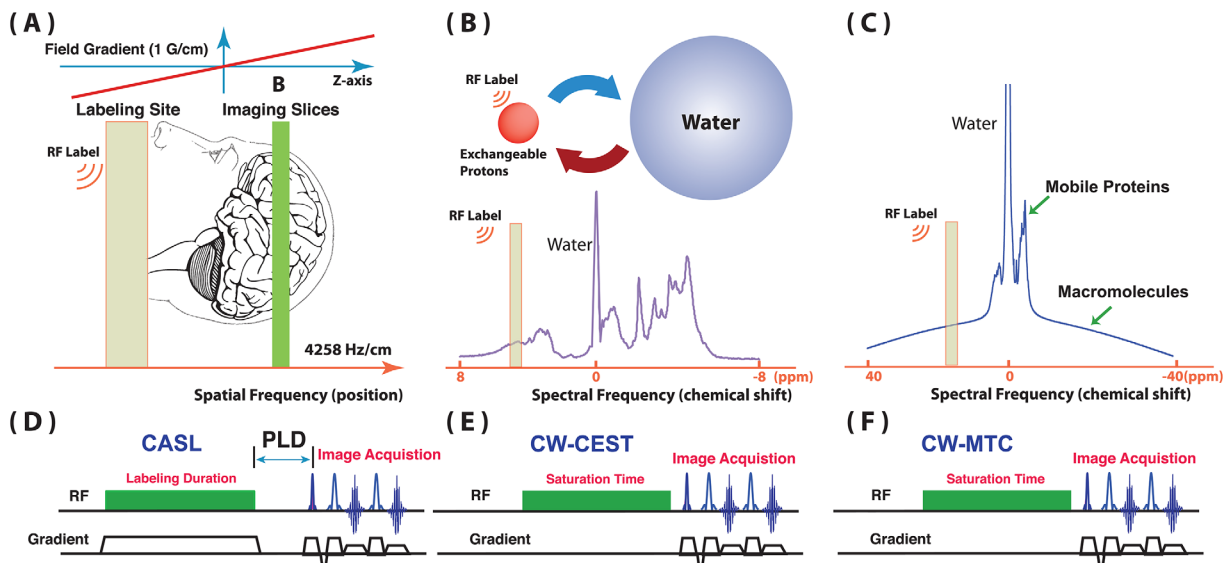 ( A )
Field Gradient (1 G/cm)
Z-axis
B
Labeling Site
Imaging Slices
RF Label
4258 Hz/cm
Spatial Frequency (position)
( B )
RF Label
Water
Exchangeable
Protons
RF Label
Water
8
0
-8 (ppm)
Spectral Frequency (chemical shift)
( C )
Water
Mobile Proteins
RF Label
Macromolecules
40
0
-40(ppm)
Spectral Frequency (chemical shift)
( D )
CASL
PLD
Image Acquistion
Labeling Duration
RF
Gradient
( E )
CW-CEST
Image Acquistion
Saturation Time
RF
Gradient
( F )
CW-MTC
Image Acquistion
Saturation Time
RF
Gradient